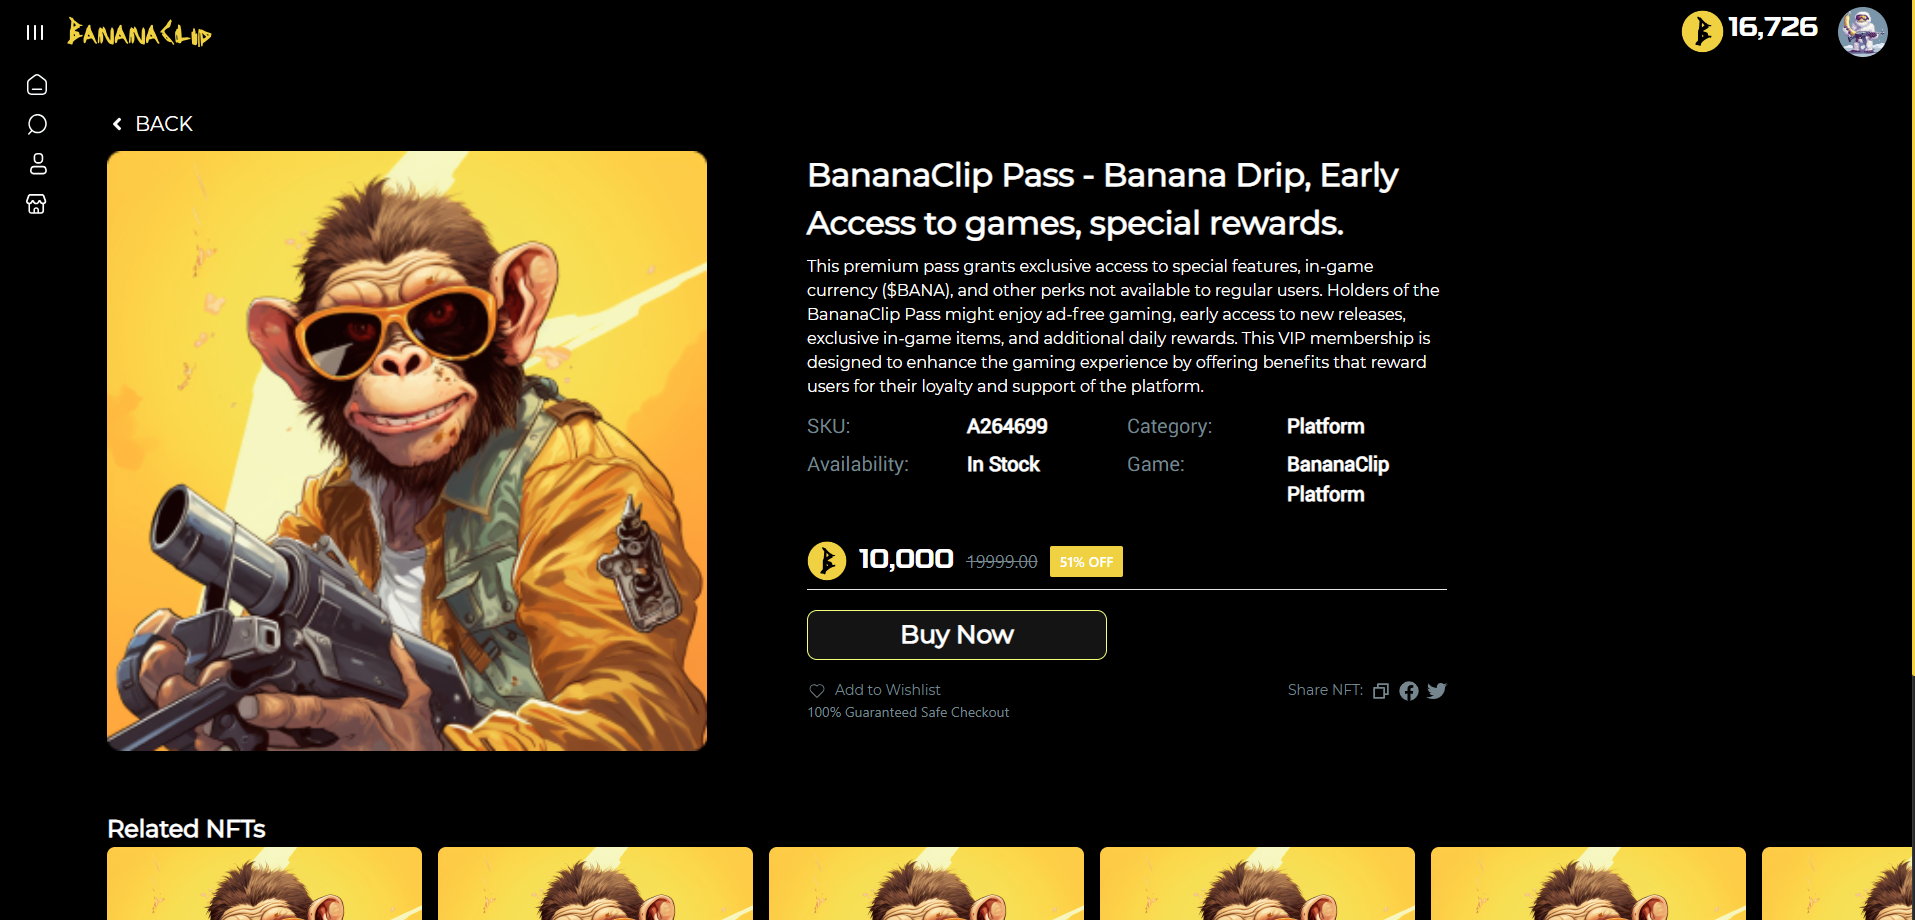 BANANACLIP
16,726
BACK
BananaClip Pass - Banana Drip, Early
Access to games, special rewards.
This premium pass grants exclusive access to special features, in-game
currency ($BANA), and other perks not available to regular users. Holders of the
BananaClip Pass might enjoy ad-free gaming, early access to new releases,
exclusive in-game items, and additional daily rewards. This VIP membership is
designed to enhance the gaming experience by offering benefits that reward
users for their loyalty and support of the platform.
SKU: A264699 Category: Platform
Availability: In Stock Game: BananaClip
Platform
10,000 19999.00 51% OFF
Buy Now
Add to Wishlist Share NFT:
100% Guaranteed Safe Checkout
Related NFTs